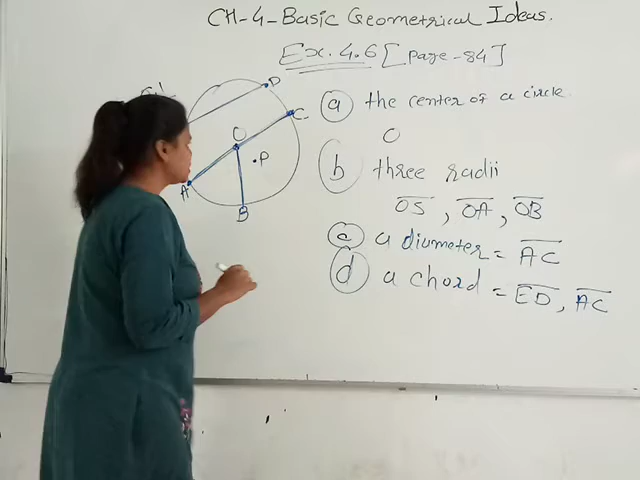 CH-4-Basic Geometrical Ideas.
Ex. 4.6 [page-84]
D
C
O
P
A
B
a the center of a circle.
O
b three radii
OS, OA, OB
c a diameter = AC
d a chord = ED, AC